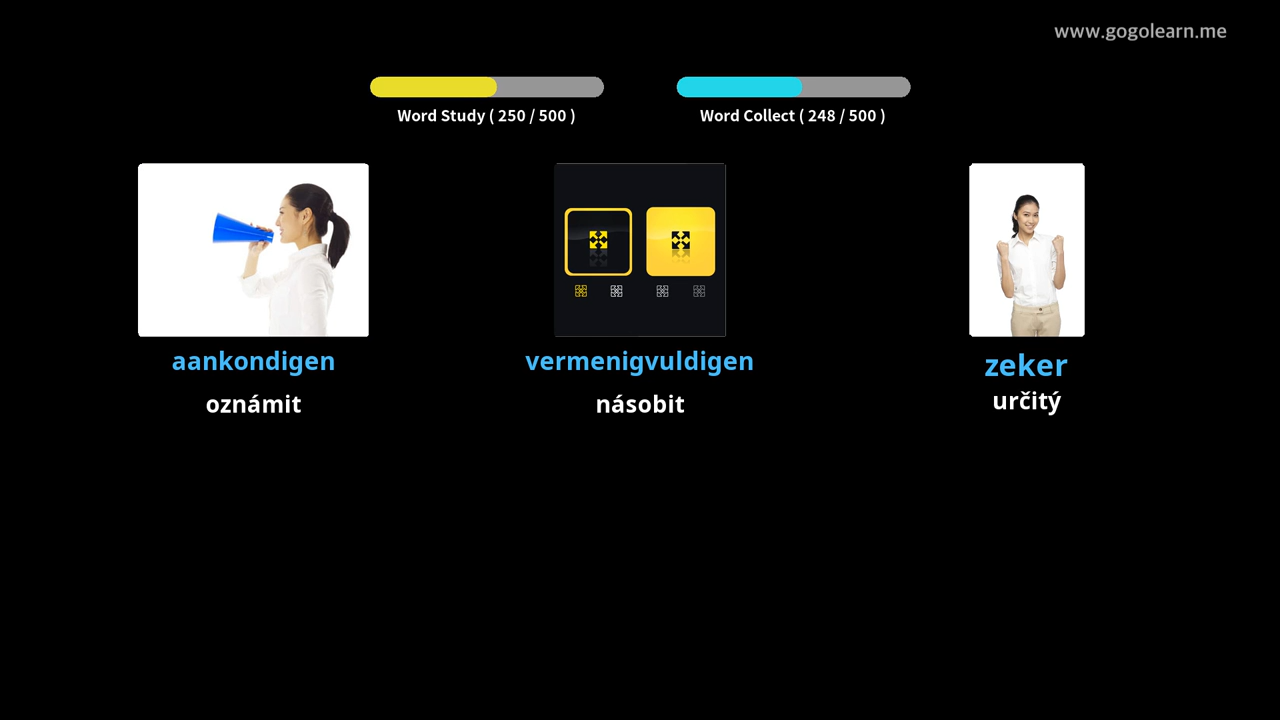 www.gogolearn.me
Word Study ( 250 / 500 )
Word Collect ( 248 / 500 )
aankondigen
vermenigvuldigen
zeker
oznámit
násobit
určitý